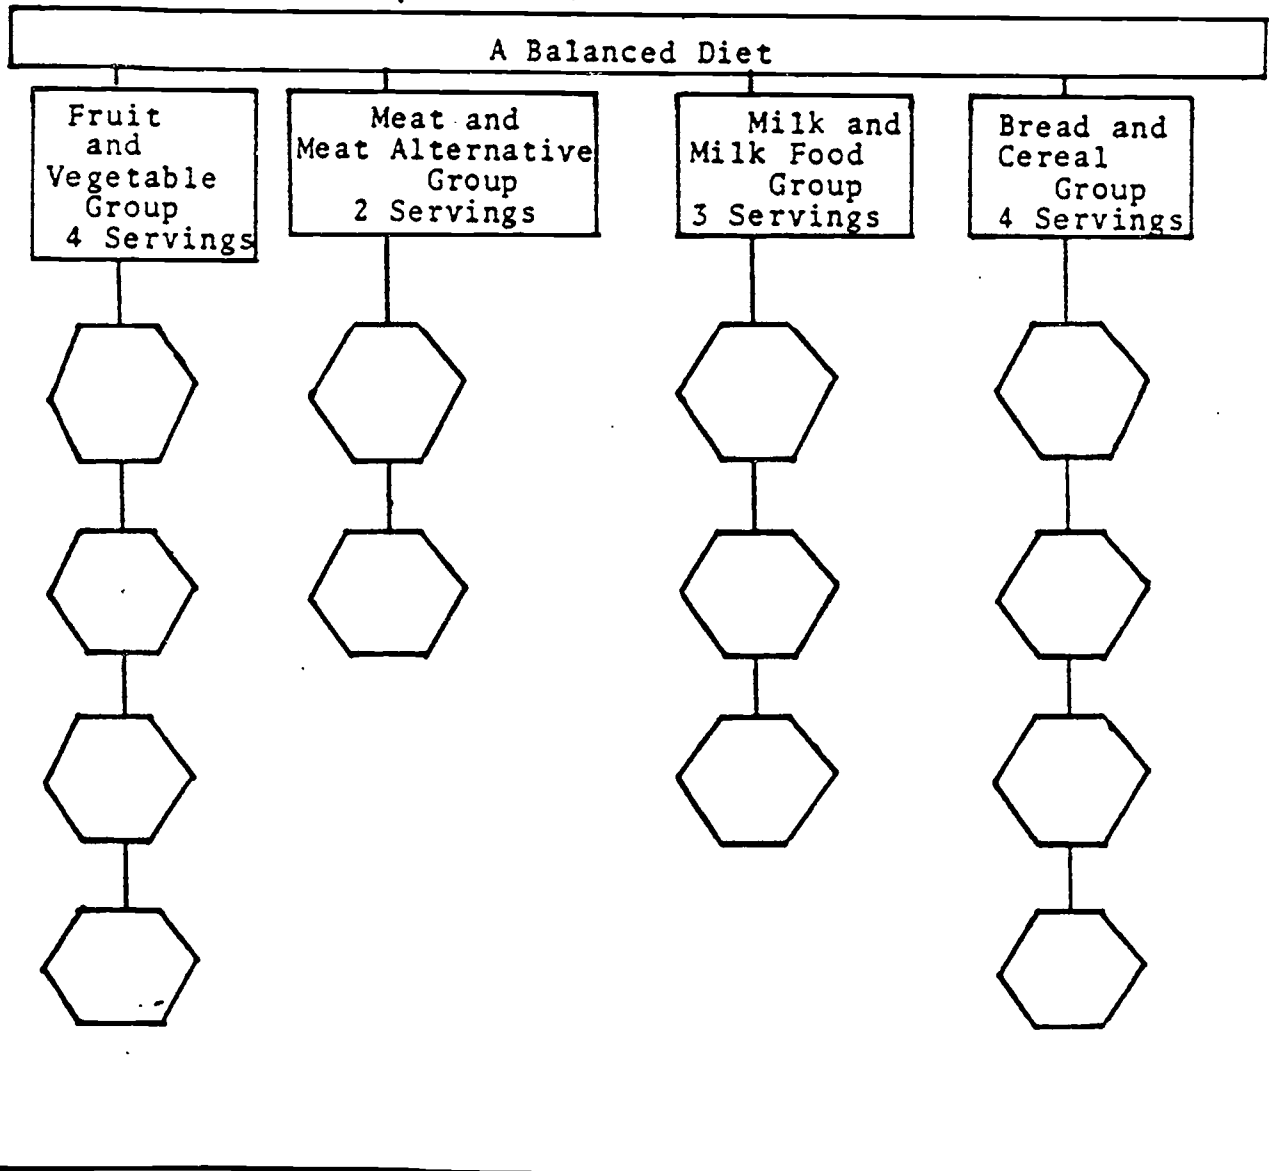 A Balanced Diet
Fruit
and
Vegetable
Group
4 Servings
Meat and
Meat Alternative
Group
2 Servings
Milk and
Milk Food
Group
3 Servings
Bread and
Cereal
Group
4 Servings